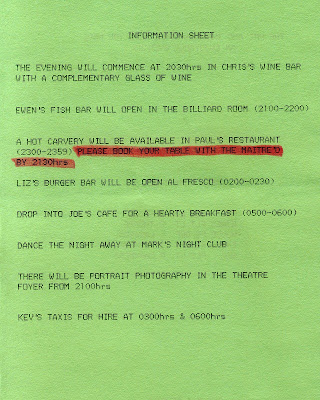 INFORMATION SHEET
THE EVENING WILL COMMENCE AT 2030hrs IN CHRIS'S WINE BAR
WITH A COMPLEMENTARY GLASS OF WINE
EWEN'S FISH BAR WILL OPEN IN THE BILLIARD ROOM (2100-2200)
A HOT CARVERY WILL BE AVAILABLE IN PAUL'S RESTAURANT
(2300-2359) PLEASE BOOK YOUR TABLE WITH THE MAITRE'D
BY 2130hrs
LIZ'S BURGER BAR WILL BE OPEN AL FRESCO (0200-0230)
DROP INTO JOE'S CAFE FOR A HEARTY BREAKFAST (0500-0600)
DANCE THE NIGHT AWAY AT MARK'S NIGHT CLUB
THERE WILL BE PORTRAIT PHOTOGRAPHY IN THE THEATRE
FOYER FROM 2100hrs
KEV'S TAXIS FOR HIRE AT 0300hrs & 0600hrs